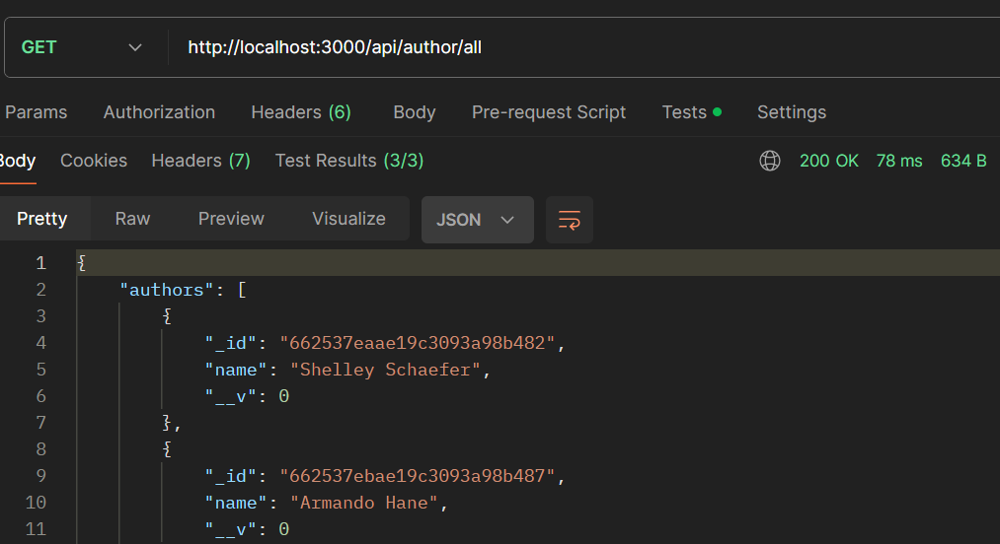 GET http://localhost:3000/api/author/all
Params Authorization Headers (6) Body Pre-request Script Tests Settings
Body Cookies Headers (7) Test Results (3/3) 200 OK 78 ms 634 B
Pretty Raw Preview Visualize JSON
1 {
2 "authors": [
3 {
4 "_id": "662537eaae19c3093a98b482",
5 "name": "Shelley Schaefer",
6 "__v": 0
7 },
8 {
9 "_id": "662537ebae19c3093a98b487",
10 "name": "Armando Hane",
11 "__v": 0